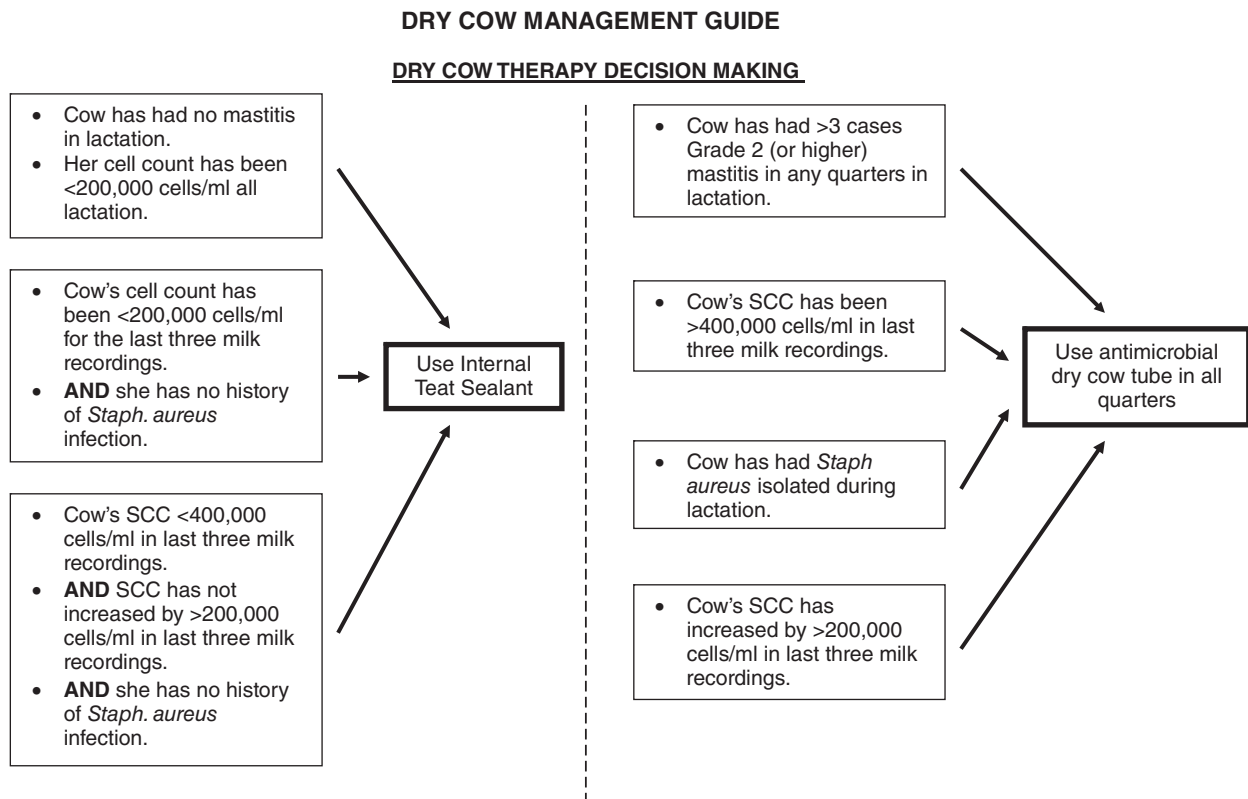 DRY COW MANAGEMENT GUIDE
DRY COW THERAPY DECISION MAKING
• Cow has had no mastitis
in lactation.
• Her cell count has been
<200,000 cells/ml all
lactation.
• Cow's cell count has
been <200,000 cells/ml
for the last three milk
recordings.
• AND she has no history
of Staph. aureus
infection.
• Cow's SCC <400,000
cells/ml in last three milk
recordings.
• AND SCC has not
increased by >200,000
cells/ml in last three milk
recordings.
• AND she has no history
of Staph. aureus
infection.
Use Internal
Teat Sealant
• Cow has had >3 cases
Grade 2 (or higher)
mastitis in any quarters in
lactation.
• Cow's SCC has been
>400,000 cells/ml in last
three milk recordings.
• Cow has had Staph
aureus isolated during
lactation.
• Cow's SCC has
increased by >200,000
cells/ml in last three milk
recordings.
Use antimicrobial
dry cow tube in all
quarters